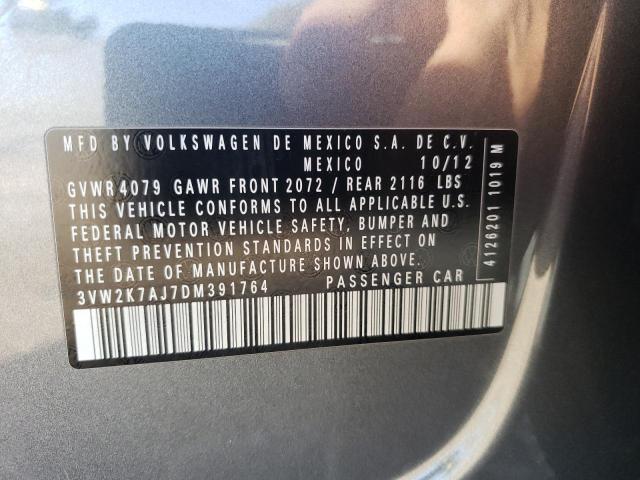 MFD BY VOLKSWAGEN DE MEXICO S.A. DE C.V.
MEXICO 10/12
GVWR4079 GAWR FRONT 2072 / REAR 2116 LBS
THIS VEHICLE CONFORMS TO ALL APPLICABLE U.S.
FEDERAL MOTOR VEHICLE SAFETY, BUMPER AND
THEFT PREVENTION STANDARDS IN EFFECT ON
THE DATE OF MANUFACTURE SHOWN ABOVE.
3VW2K7AJ7DM391764 PASSENGER CAR
4126201 1019 M